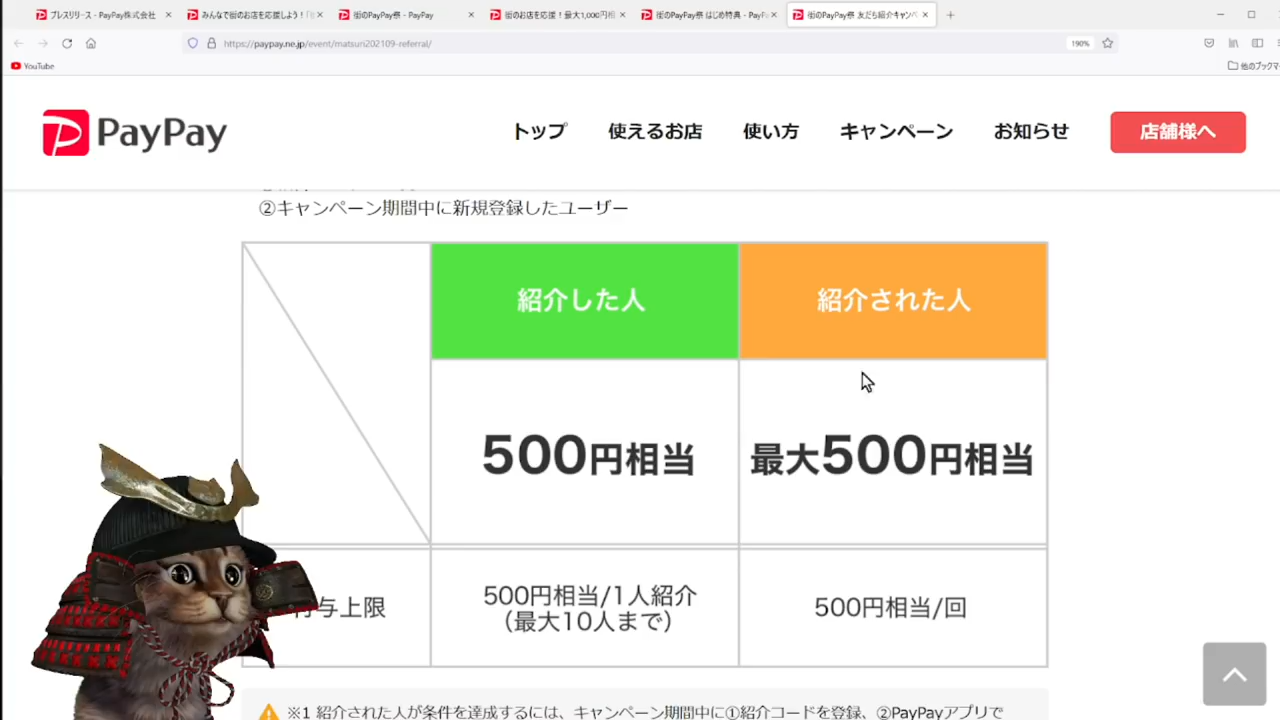 プレスリリース - PayPay株式会社
みんなで街のお店を応援しよう！「
街のPayPay祭 - PayPay
街のお店を応援！最大1,000円相
街のPayPay祭 はじめ特典 - PayP
街のPayPay祭 友だち紹介キャンペ
https://paypay.ne.jp/event/matsuri202109-referral/
190%
YouTube
他のブックマ
PayPay
トップ
使えるお店
使い方
キャンペーン
お知らせ
店舗様へ
②キャンペーン期間中に新規登録したユーザー
紹介した人
紹介された人
500円相当
最大500円相当
与上限
500円相当/1人紹介
（最大10人まで）
500円相当/回
※1 紹介された人が条件を達成するには、キャンペーン期間中に①紹介コードを登録、②PayPayアプリで